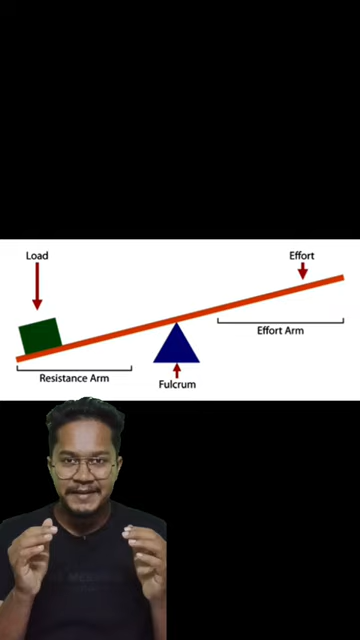 Load
Effort
Effort Arm
Resistance Arm
Fulcrum